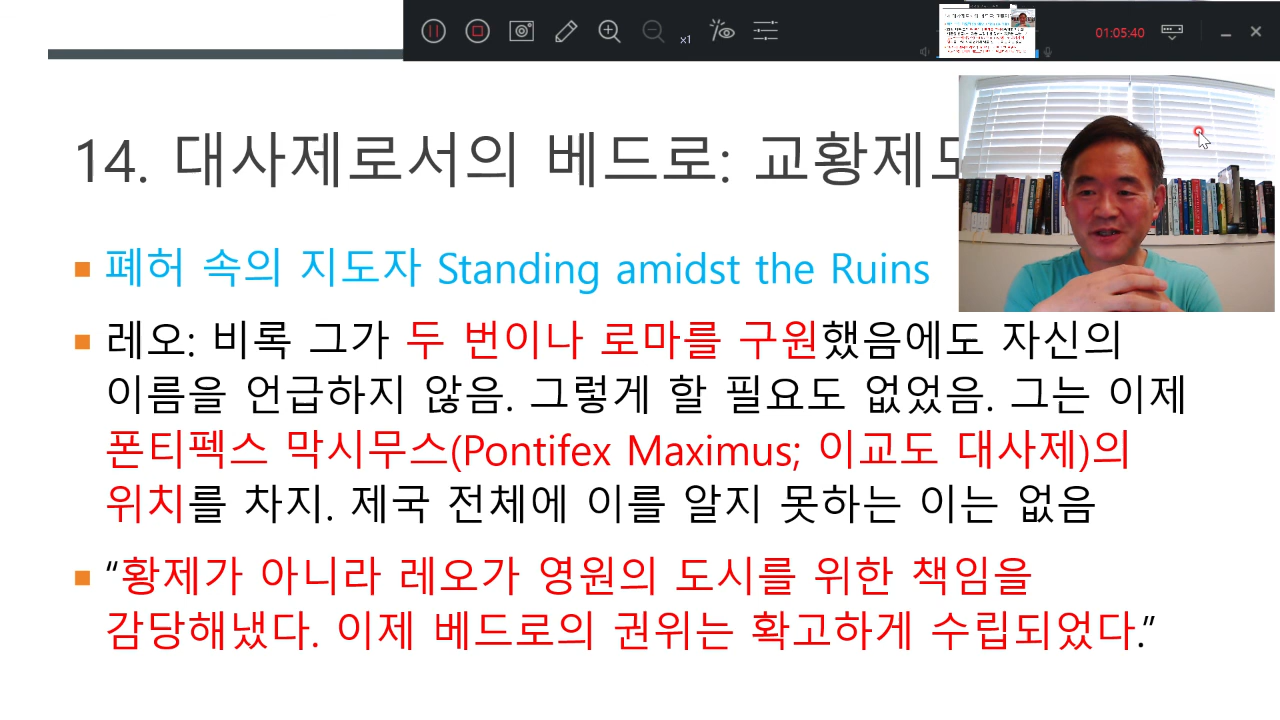 x1
01:05:40
14. 대사제로서의 베드로: 교황제도
폐허 속의 지도자 Standing amidst the Ruins
레오: 비록 그가 두 번이나 로마를 구원했음에도 자신의
이름을 언급하지 않음. 그렇게 할 필요도 없었음. 그는 이제
폰티펙스 막시무스(Pontifex Maximus; 이교도 대사제)의
위치를 차지. 제국 전체에 이를 알지 못하는 이는 없음
“황제가 아니라 레오가 영원의 도시를 위한 책임을
감당해냈다. 이제 베드로의 권위는 확고하게 수립되었다.”